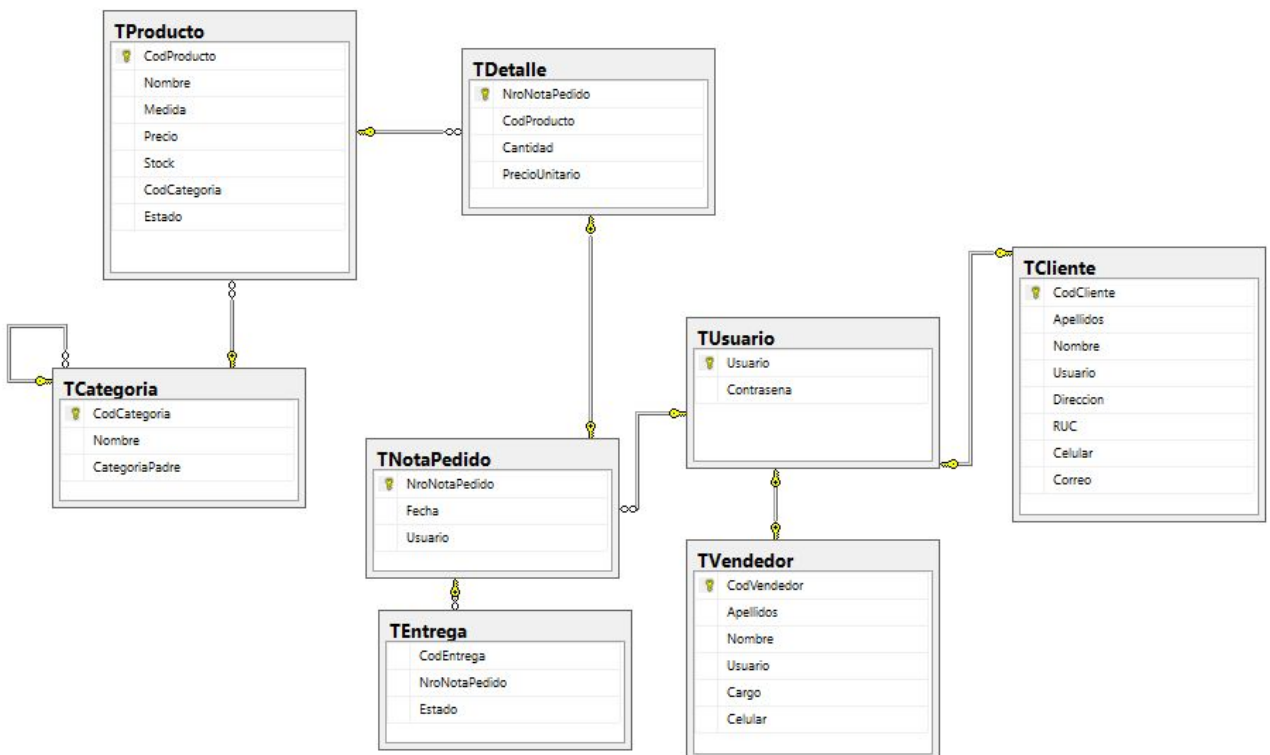 TProducto
CodProducto
Nombre
Medida
Precio
Stock
CodCategoria
Estado
TDetalle
NroNotaPedido
CodProducto
Cantidad
PrecioUnitario
TCategoria
CodCategoria
Nombre
CategoriaPadre
TNotaPedido
NroNotaPedido
Fecha
Usuario
TEntrega
CodEntrega
NroNotaPedido
Estado
TUsuario
Usuario
Contrasena
TVendedor
CodVendedor
Apellidos
Nombre
Usuario
Cargo
Celular
TCliente
CodCliente
Apellidos
Nombre
Usuario
Direccion
RUC
Celular
Correo